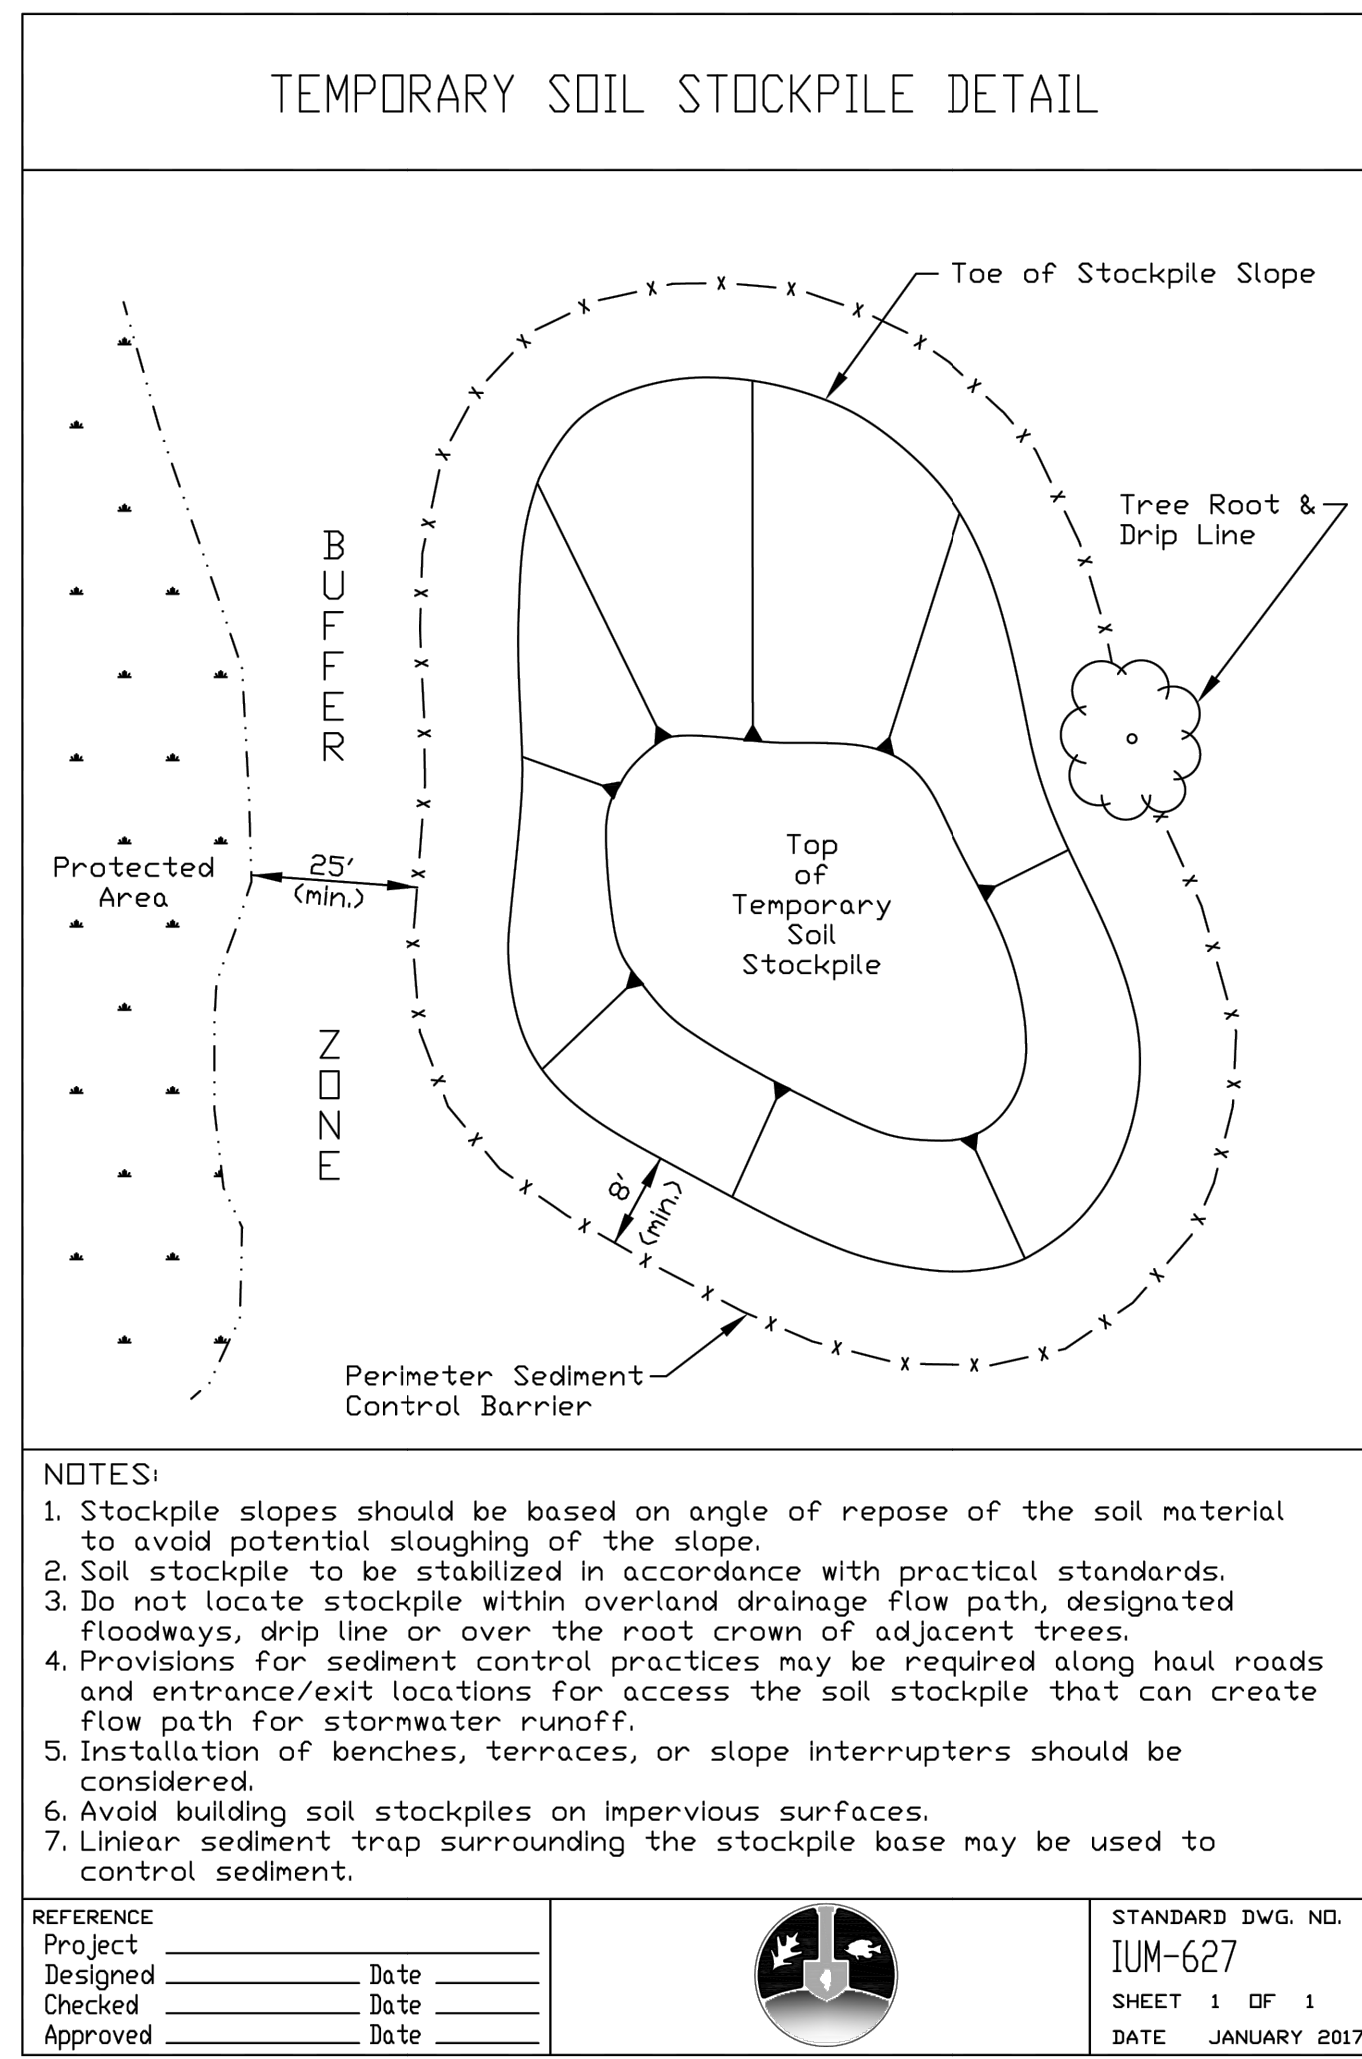 TEMPORARY SOIL STOCKPILE DETAIL
Toe of Stockpile Slope
Tree Root &
Drip Line
BUFFER
ZONE
Protected
Area
25'
(min.)
Top
of
Temporary
Soil
Stockpile
8'
(min.)
Perimeter Sediment
Control Barrier
NOTES:
1. Stockpile slopes should be based on angle of repose of the soil material
to avoid potential sloughing of the slope.
2. Soil stockpile to be stabilized in accordance with practical standards.
3. Do not locate stockpile within overland drainage flow path, designated
floodways, drip line or over the root crown of adjacent trees.
4. Provisions for sediment control practices may be required along haul roads
and entrance/exit locations for access the soil stockpile that can create
flow path for stormwater runoff.
5. Installation of benches, terraces, or slope interrupters should be
considered.
6. Avoid building soil stockpiles on impervious surfaces.
7. Liniear sediment trap surrounding the stockpile base may be used to
control sediment.
REFERENCE
Project
Designed Date
Checked Date
Approved Date
STANDARD DWG. NO.
IUM-627
SHEET 1 OF 1
DATE JANUARY 2017